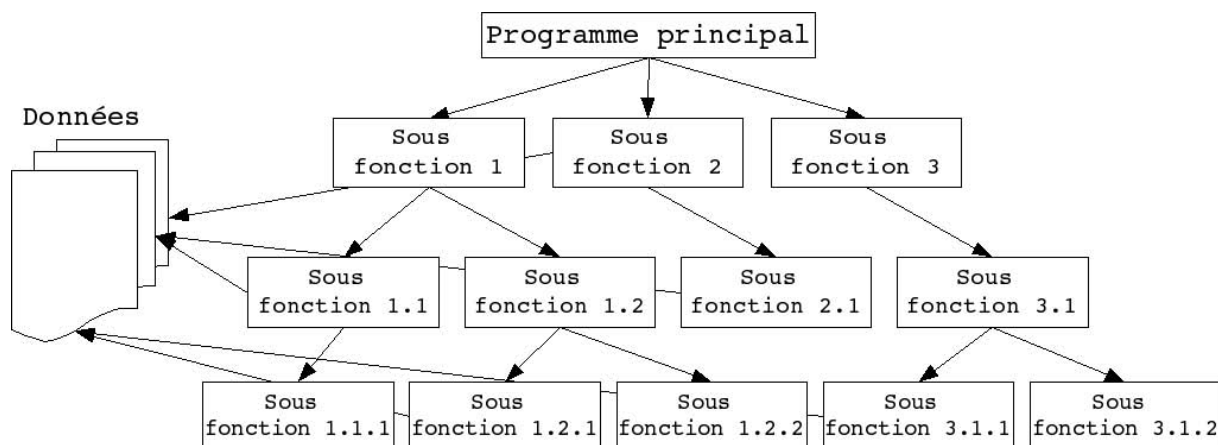 Programme principal
Données
Sous
fonction 1
Sous
fonction 2
Sous
fonction 3
Sous
fonction 1.1
Sous
fonction 1.2
Sous
fonction 2.1
Sous
fonction 3.1
Sous
fonction 1.1.1
Sous
fonction 1.2.1
Sous
fonction 1.2.2
Sous
fonction 3.1.1
Sous
fonction 3.1.2